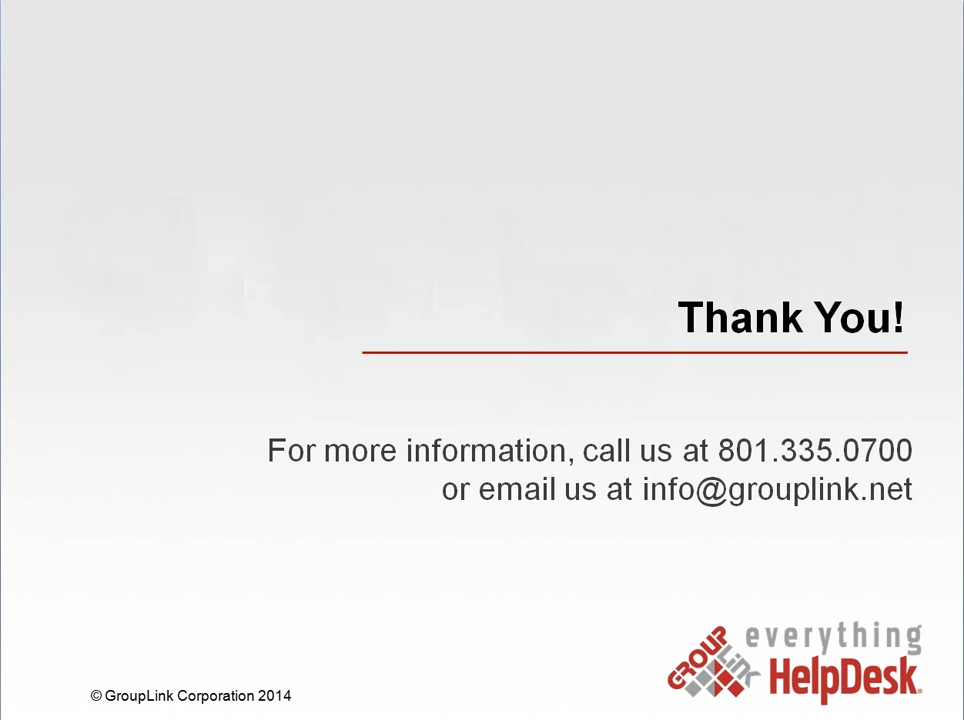 Thank You!
For more information, call us at 801.335.0700
or email us at info@grouplink.net
GROUP
Link
everything
HelpDesk®
© GroupLink Corporation 2014